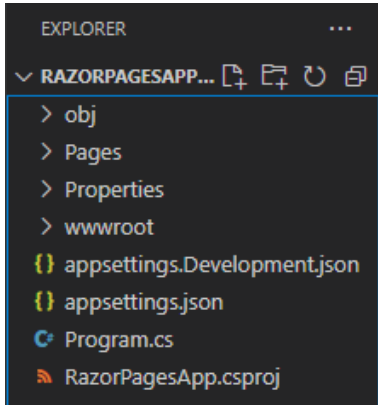 EXPLORER
RAZORPAGESAPP...
obj
Pages
Properties
wwwroot
{} appsettings.Development.json
{} appsettings.json
C# Program.cs
RazorPagesApp.csproj